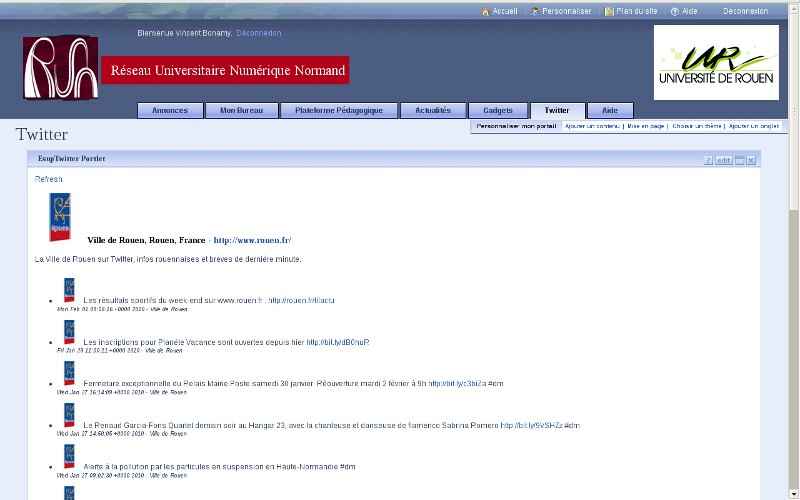 Accueil Personnaliser Plan du site Aide Déconnexion
Bienvenue Vincent Bonamy. Déconnexion
RUN
Réseau Universitaire Numérique Normand
UR
UNIVERSITÉ DE ROUEN
Annonces Mon Bureau Plateforme Pédagogique Actualités Gadgets Twitter Aide
Personnaliser mon portail Ajouter un contenu | Mise en page | Choisir un thème | Ajouter un onglet
Twitter
EsupTwitter Portlet
? edit
Refresh
ROUEN
Ville de Rouen, Rouen, France - http://www.rouen.fr/
La Ville de Rouen sur Twitter, infos rouennaises et brèves de dernière minute.
Les résultats sportifs du week-end sur www.rouen.fr : http://rouen.fr/lilactu
Mon Feb 01 09:58:26 +0000 2010 - Ville de Rouen
Les inscriptions pour Planète Vacance sont ouvertes depuis hier http://bit.ly/dB0huR
Fri Jan 29 11:00:11 +0000 2010 - Ville de Rouen
Fermeture exceptionnelle du Relais Mairie Poste samedi 30 janvier. Réouverture mardi 2 février à 9h http://bit.ly/c3biZa #dm
Wed Jan 27 16:14:09 +0000 2010 - Ville de Rouen
Le Renaud Garcia-Fons Quartet demain soir au Hangar 23, avec la chanteuse et danseuse de flamenco Sabrina Romero http://bit.ly/9VSHZz #dm
Wed Jan 27 14:50:05 +0000 2010 - Ville de Rouen
Alerte à la pollution par les particules en suspension en Haute-Normandie #dm
Wed Jan 27 09:02:30 +0000 2010 - Ville de Rouen